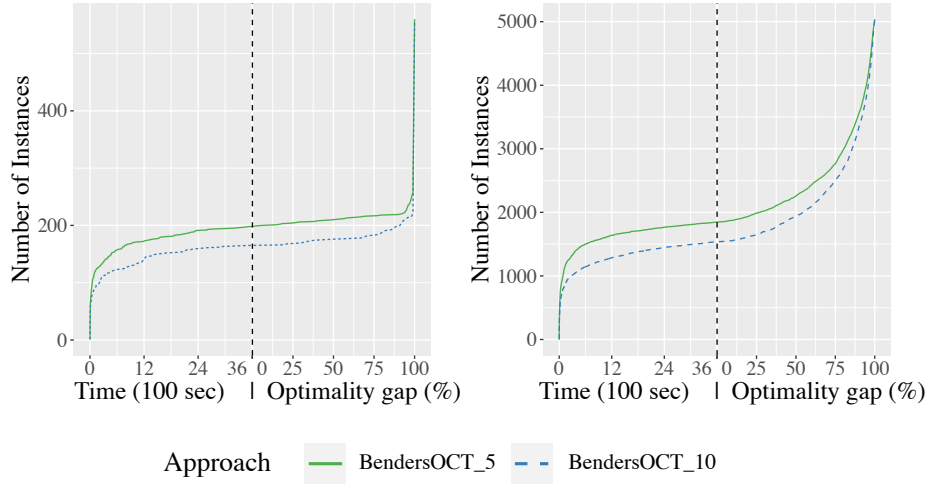 Number of Instances
400
200
0
0 12 24 36 0 25 50 75 100
Time (100 sec) | Optimality gap (%)
Number of Instances
5000
4000
3000
2000
1000
0
0 12 24 36 0 25 50 75 100
Time (100 sec) | Optimality gap (%)
Approach BendersOCT_5 BendersOCT_10